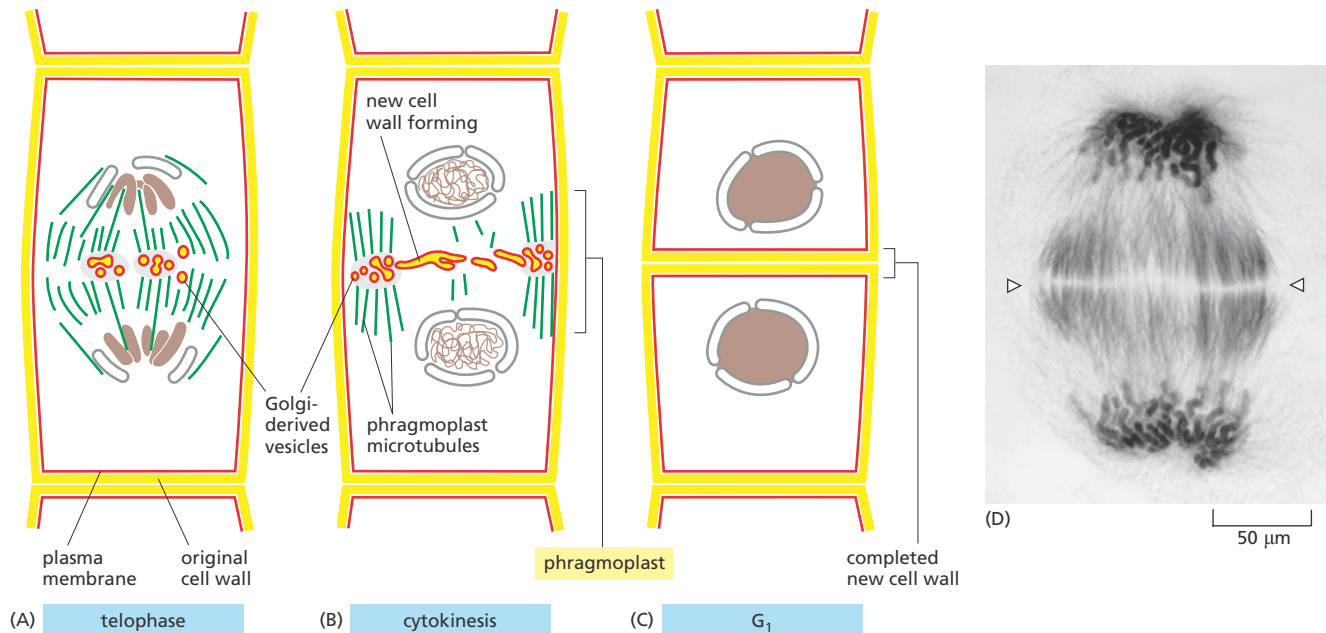 new cell
wall forming
Golgi-
derived
vesicles
phragmoplast
microtubules
plasma
membrane
original
cell wall
phragmoplast
completed
new cell wall
(A) telophase
(B) cytokinesis
(C) G₁
(D)
50 μm